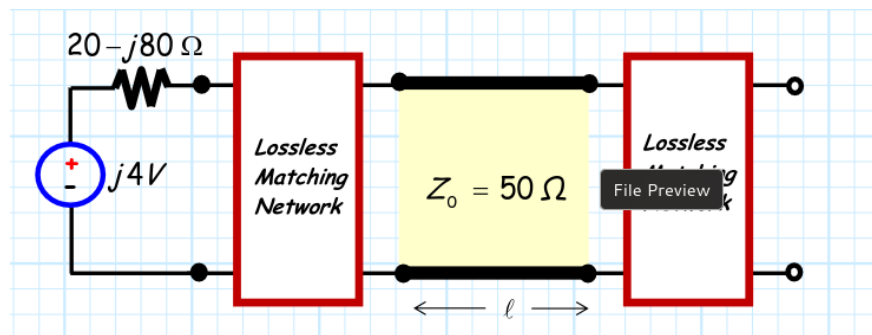 20-j80 Ω
+
j4V
-
Lossless
Matching
Network
Z₀ = 50 Ω
ℓ
Lossless
File Preview